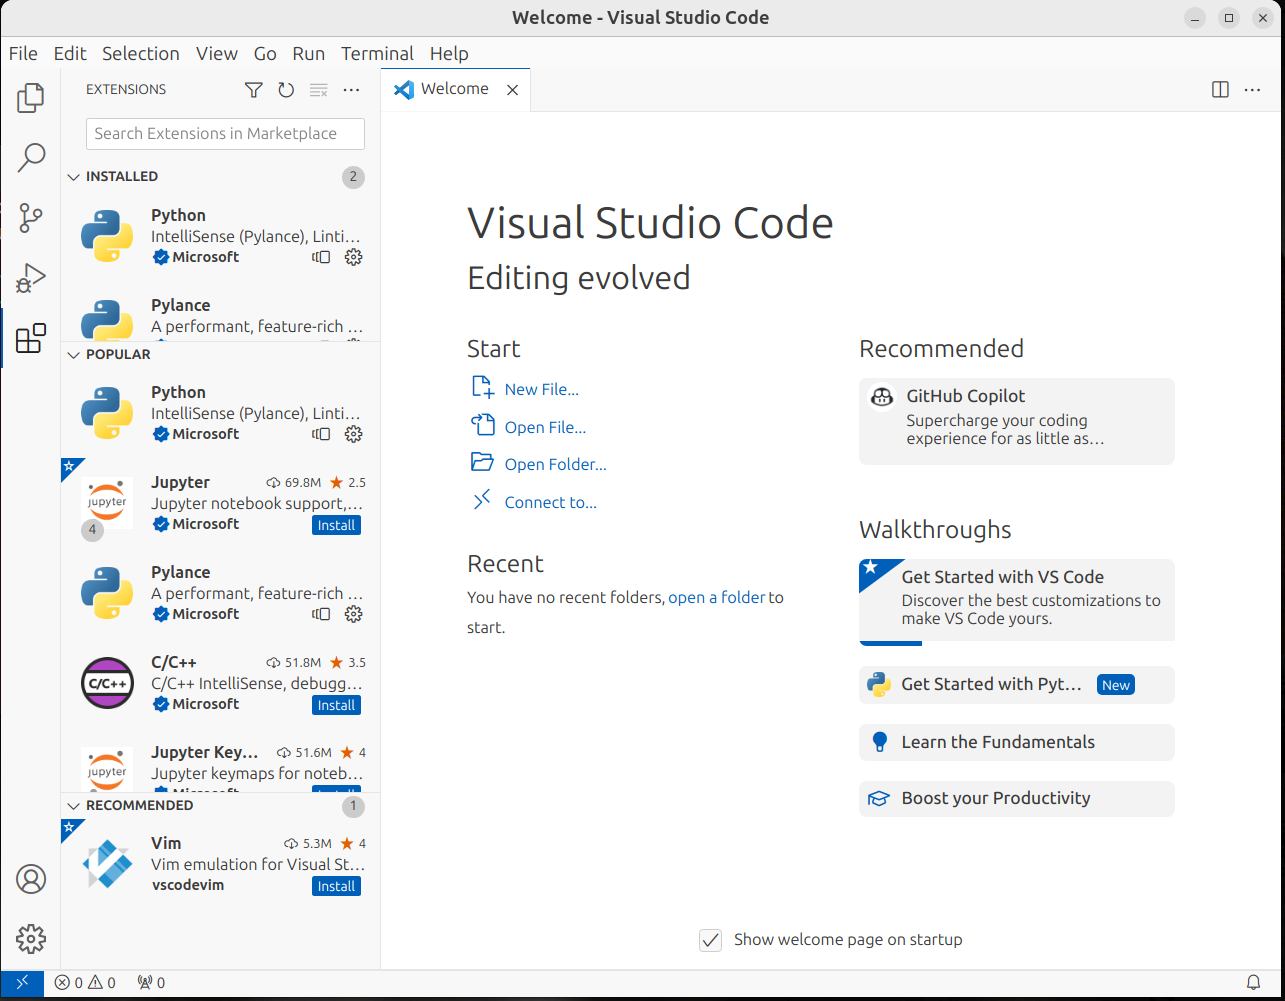 Welcome - Visual Studio Code
File Edit Selection View Go Run Terminal Help
EXTENSIONS
Welcome
Search Extensions in Marketplace
INSTALLED 2
Python
IntelliSense (Pylance), Linti...
Microsoft
Pylance
A performant, feature-rich ...
POPULAR
Python
IntelliSense (Pylance), Linti...
Microsoft
Jupyter 69.8M 2.5
Jupyter notebook support,...
Microsoft Install
jupyter
4
Pylance
A performant, feature-rich ...
Microsoft
C/C++ 51.8M 3.5
C/C++ IntelliSense, debugg...
Microsoft Install
C/C++
Jupyter Key... 51.6M 4
Jupyter keymaps for noteb...
Microsoft Install
jupyter
RECOMMENDED 1
Vim 5.3M 4
Vim emulation for Visual St...
vscodevim Install
Visual Studio Code
Editing evolved
Start
New File...
Open File...
Open Folder...
Connect to...
Recent
You have no recent folders, open a folder to
start.
Recommended
GitHub Copilot
Supercharge your coding
experience for as little as...
Walkthroughs
Get Started with VS Code
Discover the best customizations to
make VS Code yours.
Get Started with Pyt... New
Learn the Fundamentals
Boost your Productivity
Show welcome page on startup
0 0 0